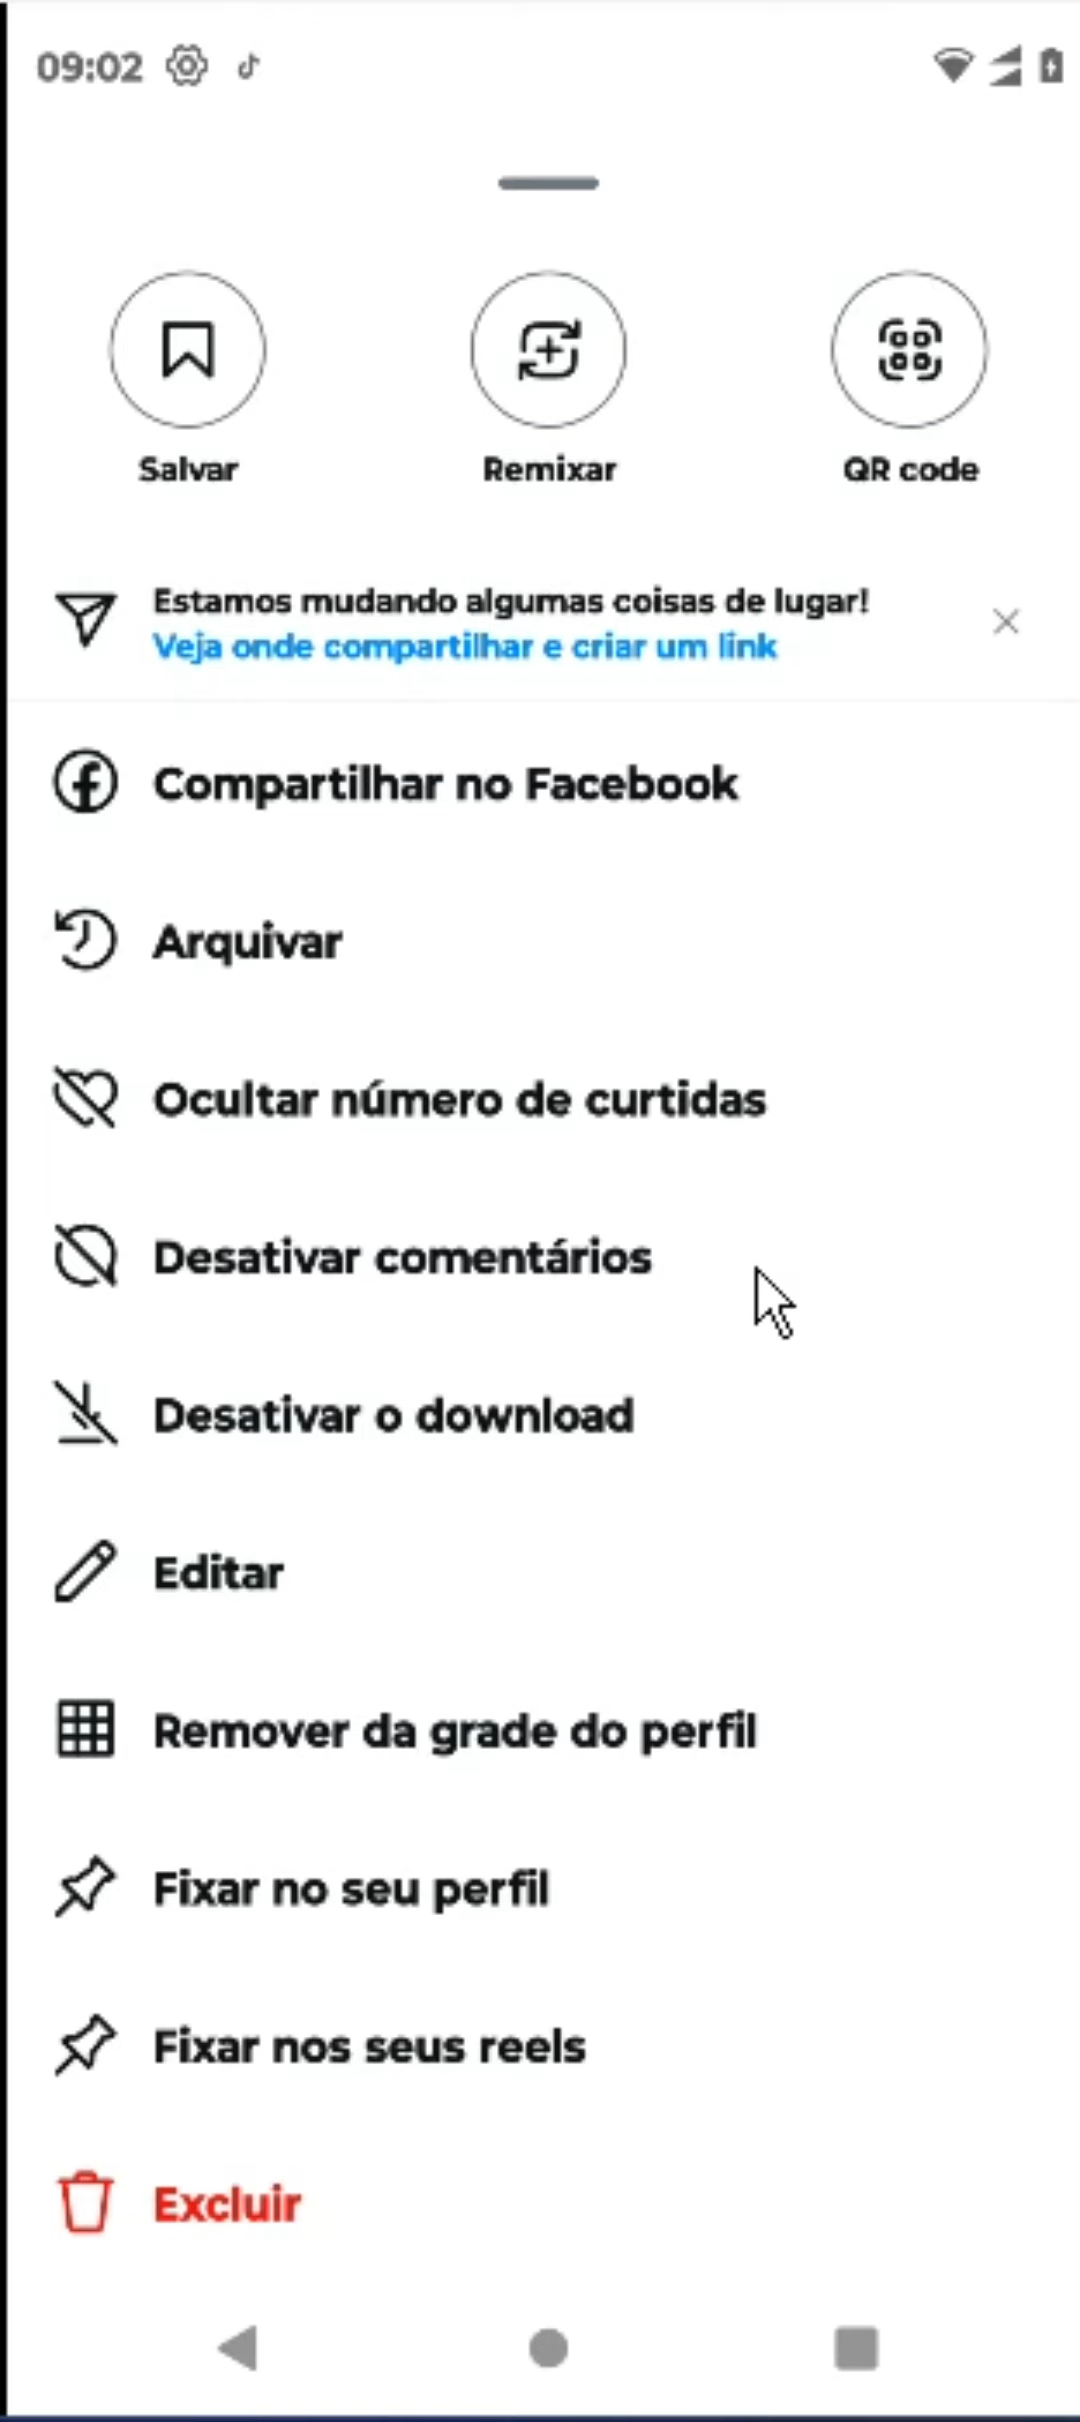 09:02
Salvar
Remixar
QR code
Estamos mudando algumas coisas de lugar!
Veja onde compartilhar e criar um link
Compartilhar no Facebook
Arquivar
Ocultar número de curtidas
Desativar comentários
Desativar o download
Editar
Remover da grade do perfil
Fixar no seu perfil
Fixar nos seus reels
Excluir